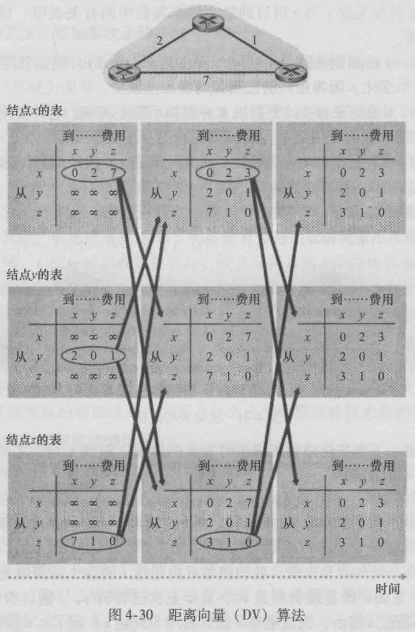 2
1
7
结点x的表
到……费用 到……费用 到……费用
x y z x y z x y z
x 0 2 7 x 0 2 3 x 0 2 3
从 y ∞ ∞ ∞ 从 y 2 0 1 从 y 2 0 1
z ∞ ∞ ∞ z 7 1 0 z 3 1 0
结点y的表
到……费用 到……费用 到……费用
x y z x y z x y z
x ∞ ∞ ∞ x 0 2 7 x 0 2 3
从 y 2 0 1 从 y 2 0 1 从 y 2 0 1
z ∞ ∞ ∞ z 7 1 0 z 3 1 0
结点z的表
到……费用 到……费用 到……费用
x y z x y z x y z
x ∞ ∞ ∞ x 0 2 7 x 0 2 3
从 y ∞ ∞ ∞ 从 y 2 0 1 从 y 2 0 1
z 7 1 0 z 3 1 0 z 3 1 0
时间
图 4-30 距离向量（DV）算法